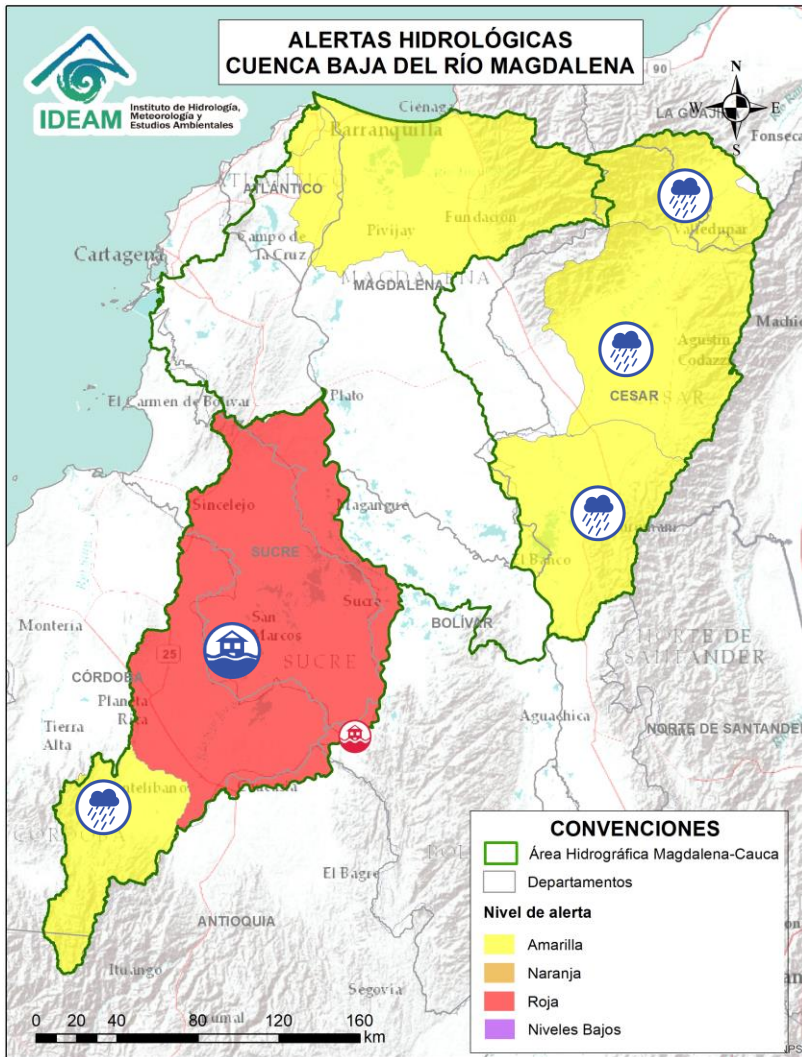 ALERTAS HIDROLÓGICAS
CUENCA BAJA DEL RÍO MAGDALENA
IDEAM
Instituto de Hidrología,
Meteorología y
Estudios Ambientales
N
W E
S
90
Ciénaga
LA GUAJIRA
Fonseca
Barranquilla
ATLÁNTICO
Valledupar
Cartagena
Campo de
la Cruz
Pivijay
Fundación
MAGDALENA
MAGDALENA
Agustín
Codazzi
CESAR
El Carmen de Bolívar
Plato
Sincelejo
Magangue
SUCRE
El Banco
Sucre
San
Marcos
BOLÍVAR
Montería
25
SUCRE
NORTE DE
SANTANDER
CÓRDOBA
Planeta
Rica
Tierra
Alta
Aguachica
NORTE DE SANTANDER
El Bagre
ANTIOQUIA
Ituango
Segovia
0 20 40 80 120 160
km
CONVENCIONES
Área Hidrográfica Magdalena-Cauca
Departamentos
Nivel de alerta
Amarilla
Naranja
Roja
Niveles Bajos